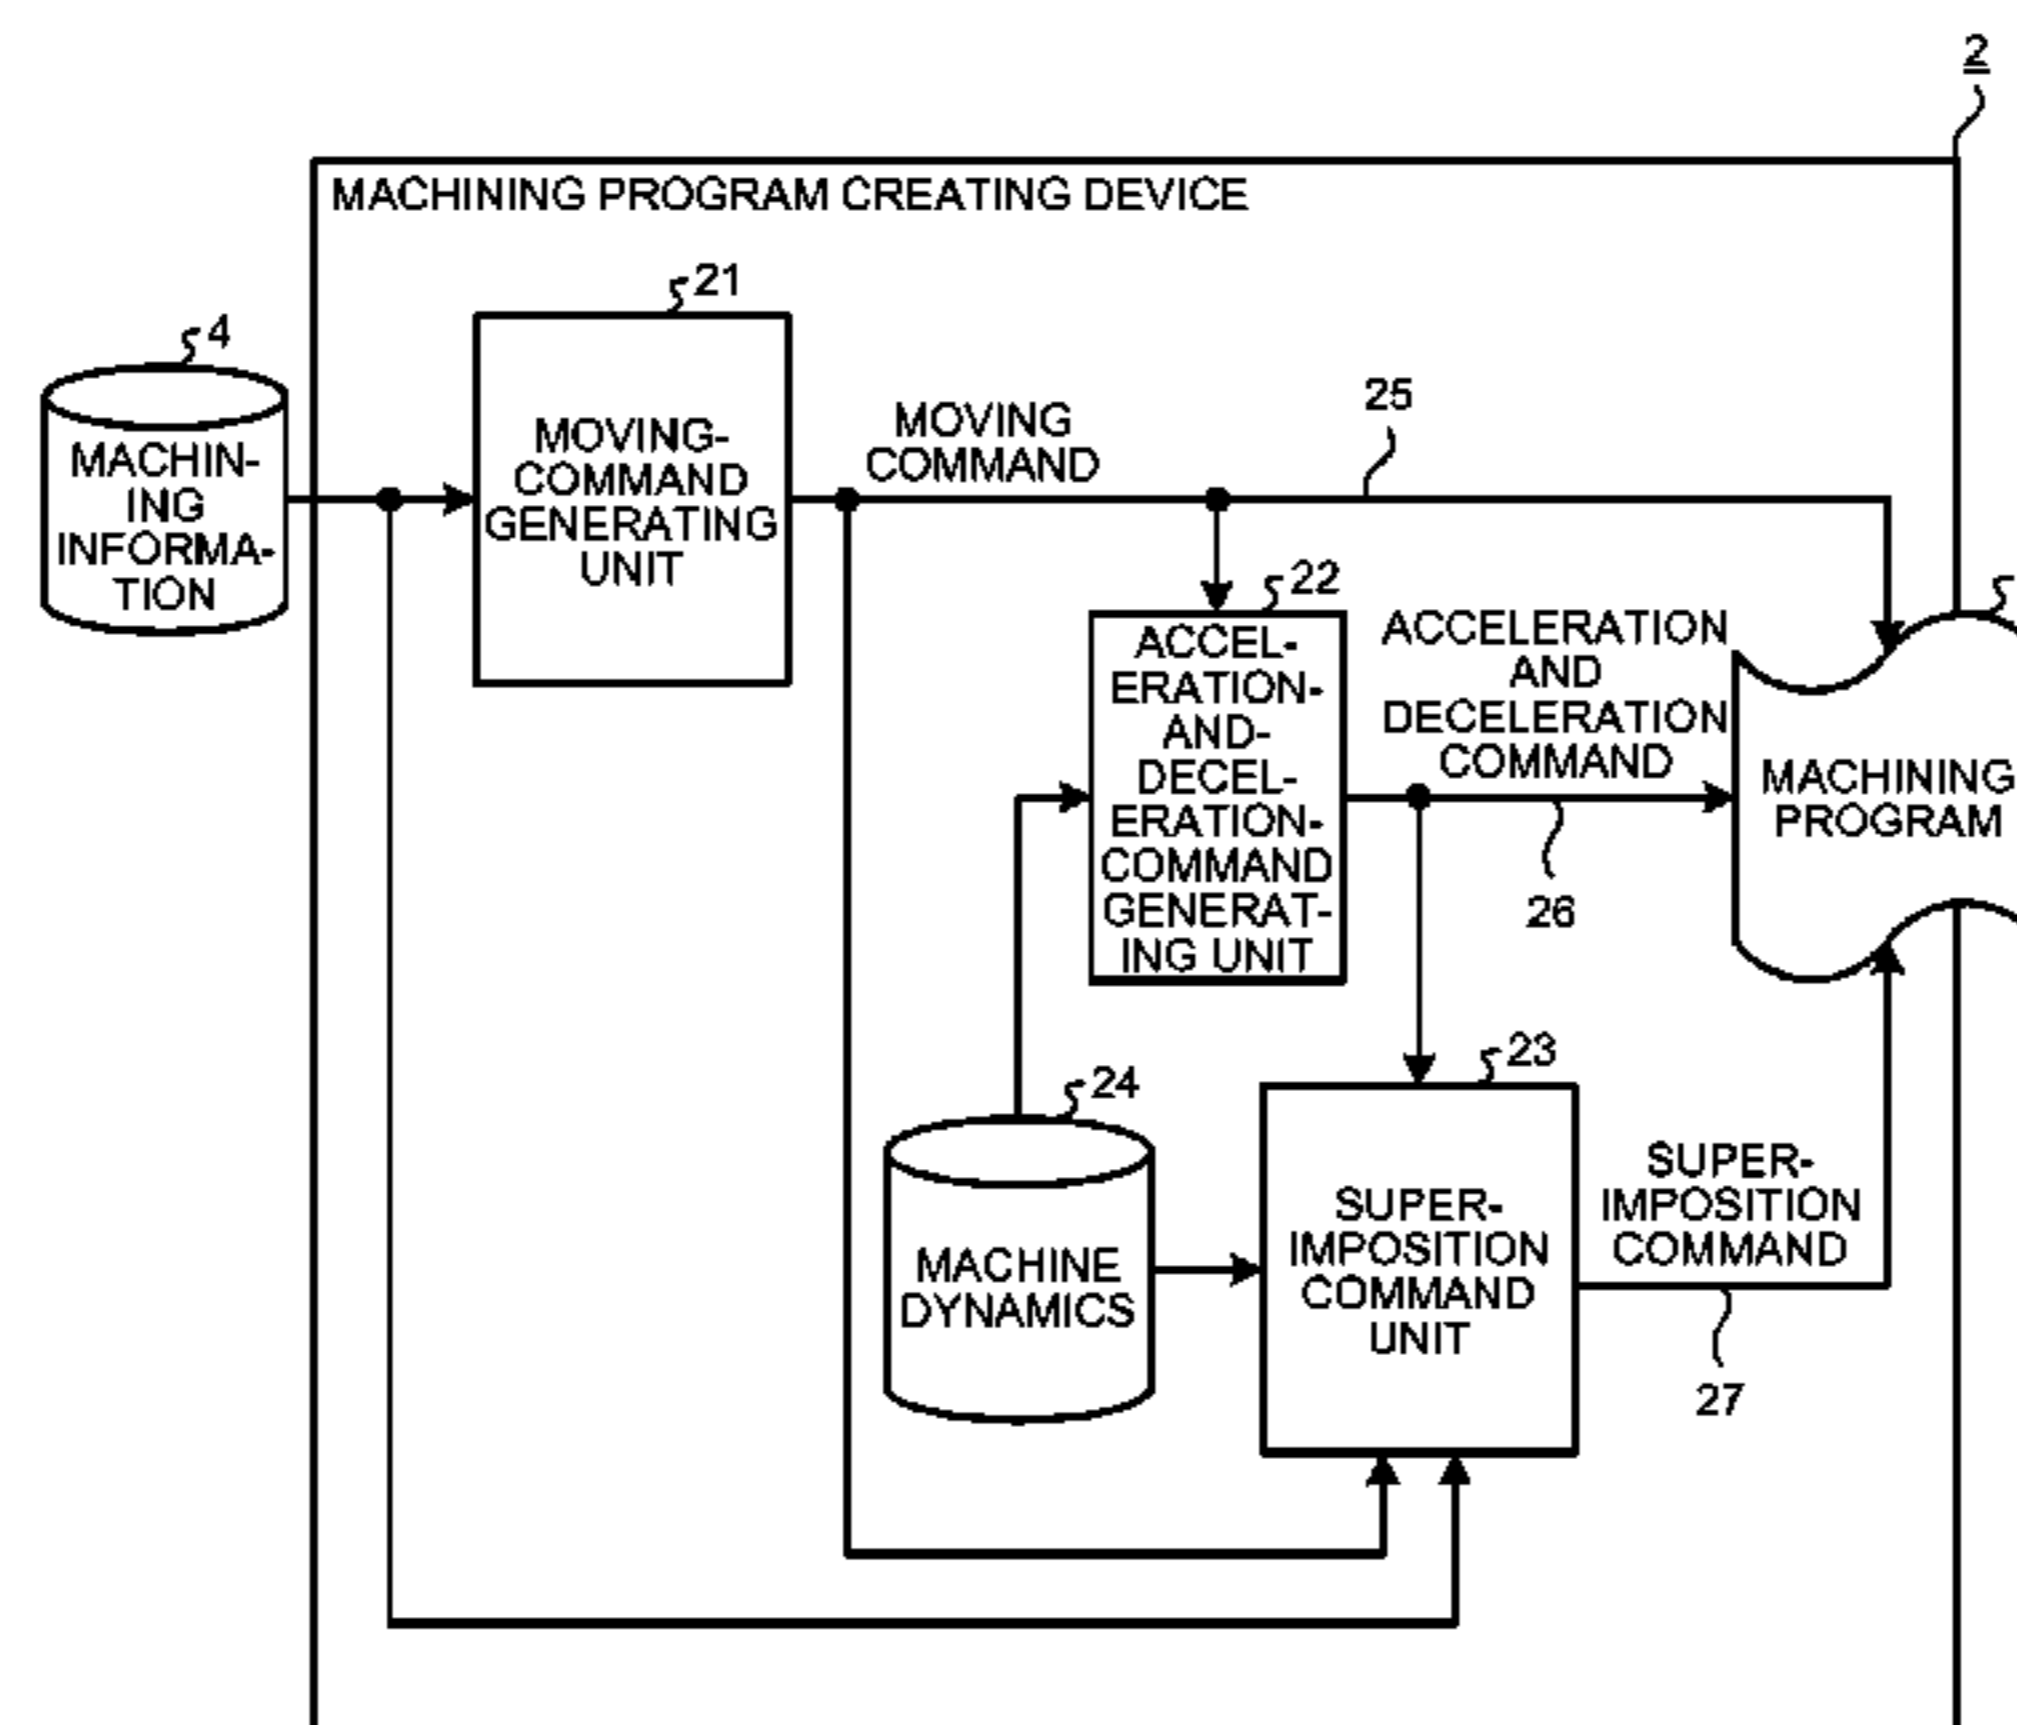 2
MACHINING PROGRAM CREATING DEVICE
21
4
MACHIN-
ING
INFORMA-
TION
MOVING-
COMMAND
GENERATING
UNIT
MOVING
COMMAND
25
22
ACCEL-
ERATION-
AND-
DECEL-
ERATION-
COMMAND
GENERAT-
ING UNIT
ACCELERATION
AND
DECELERATION
COMMAND
26
MACHINING
PROGRAM
24
MACHINE
DYNAMICS
23
SUPER-
IMPOSITION
COMMAND
UNIT
SUPER-
IMPOSITION
COMMAND
27